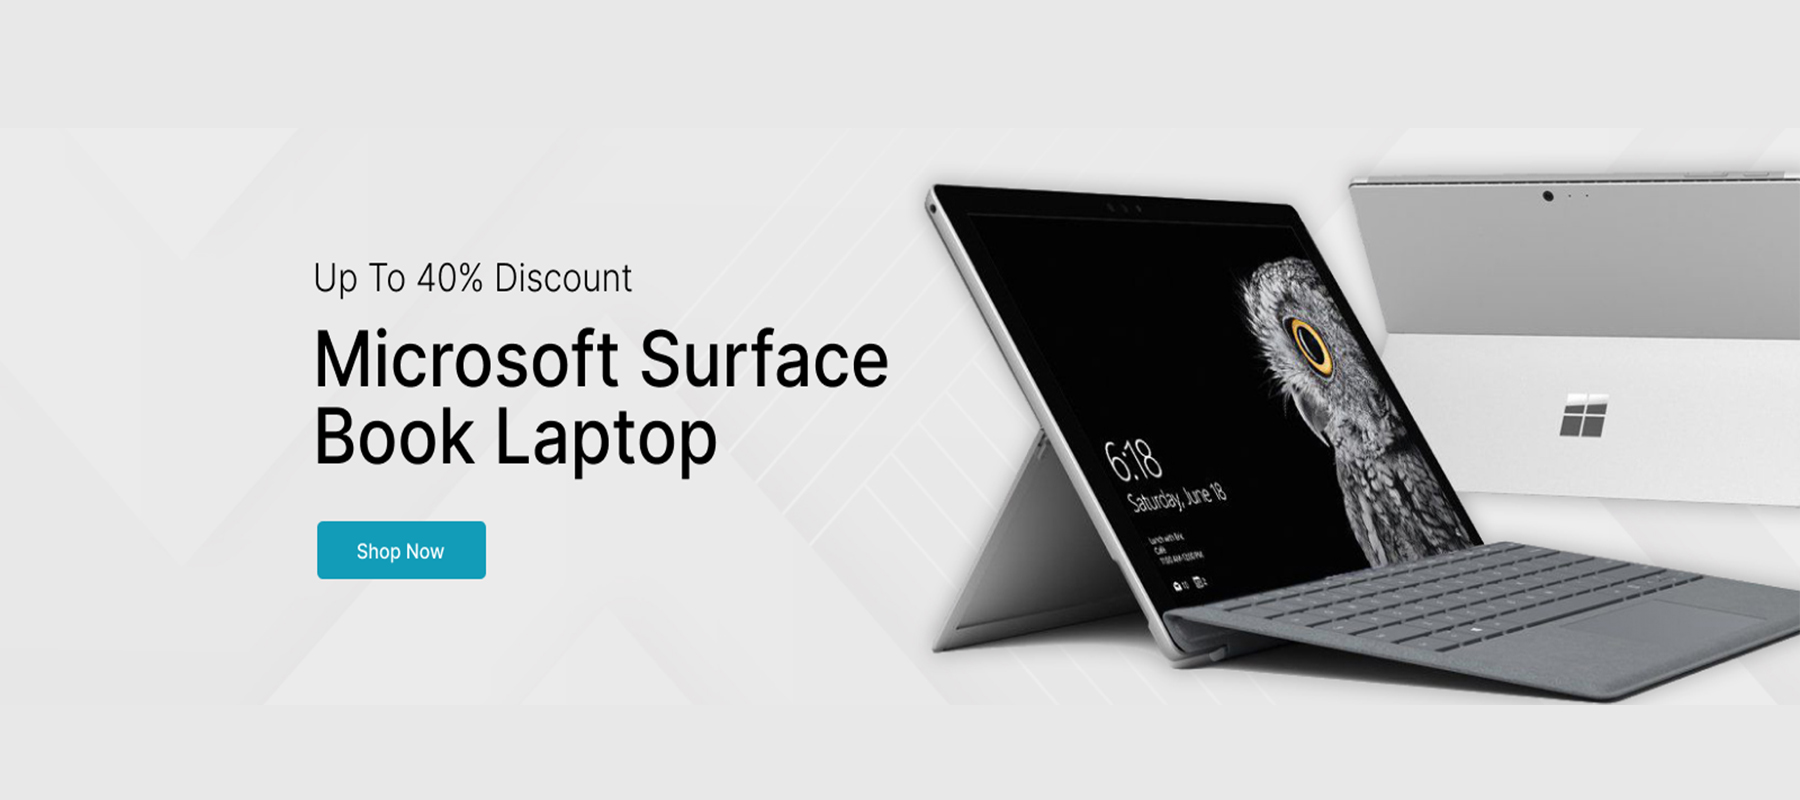 Up To 40% Discount
Microsoft Surface
Book Laptop
Shop Now
6:18
Saturday, June 18